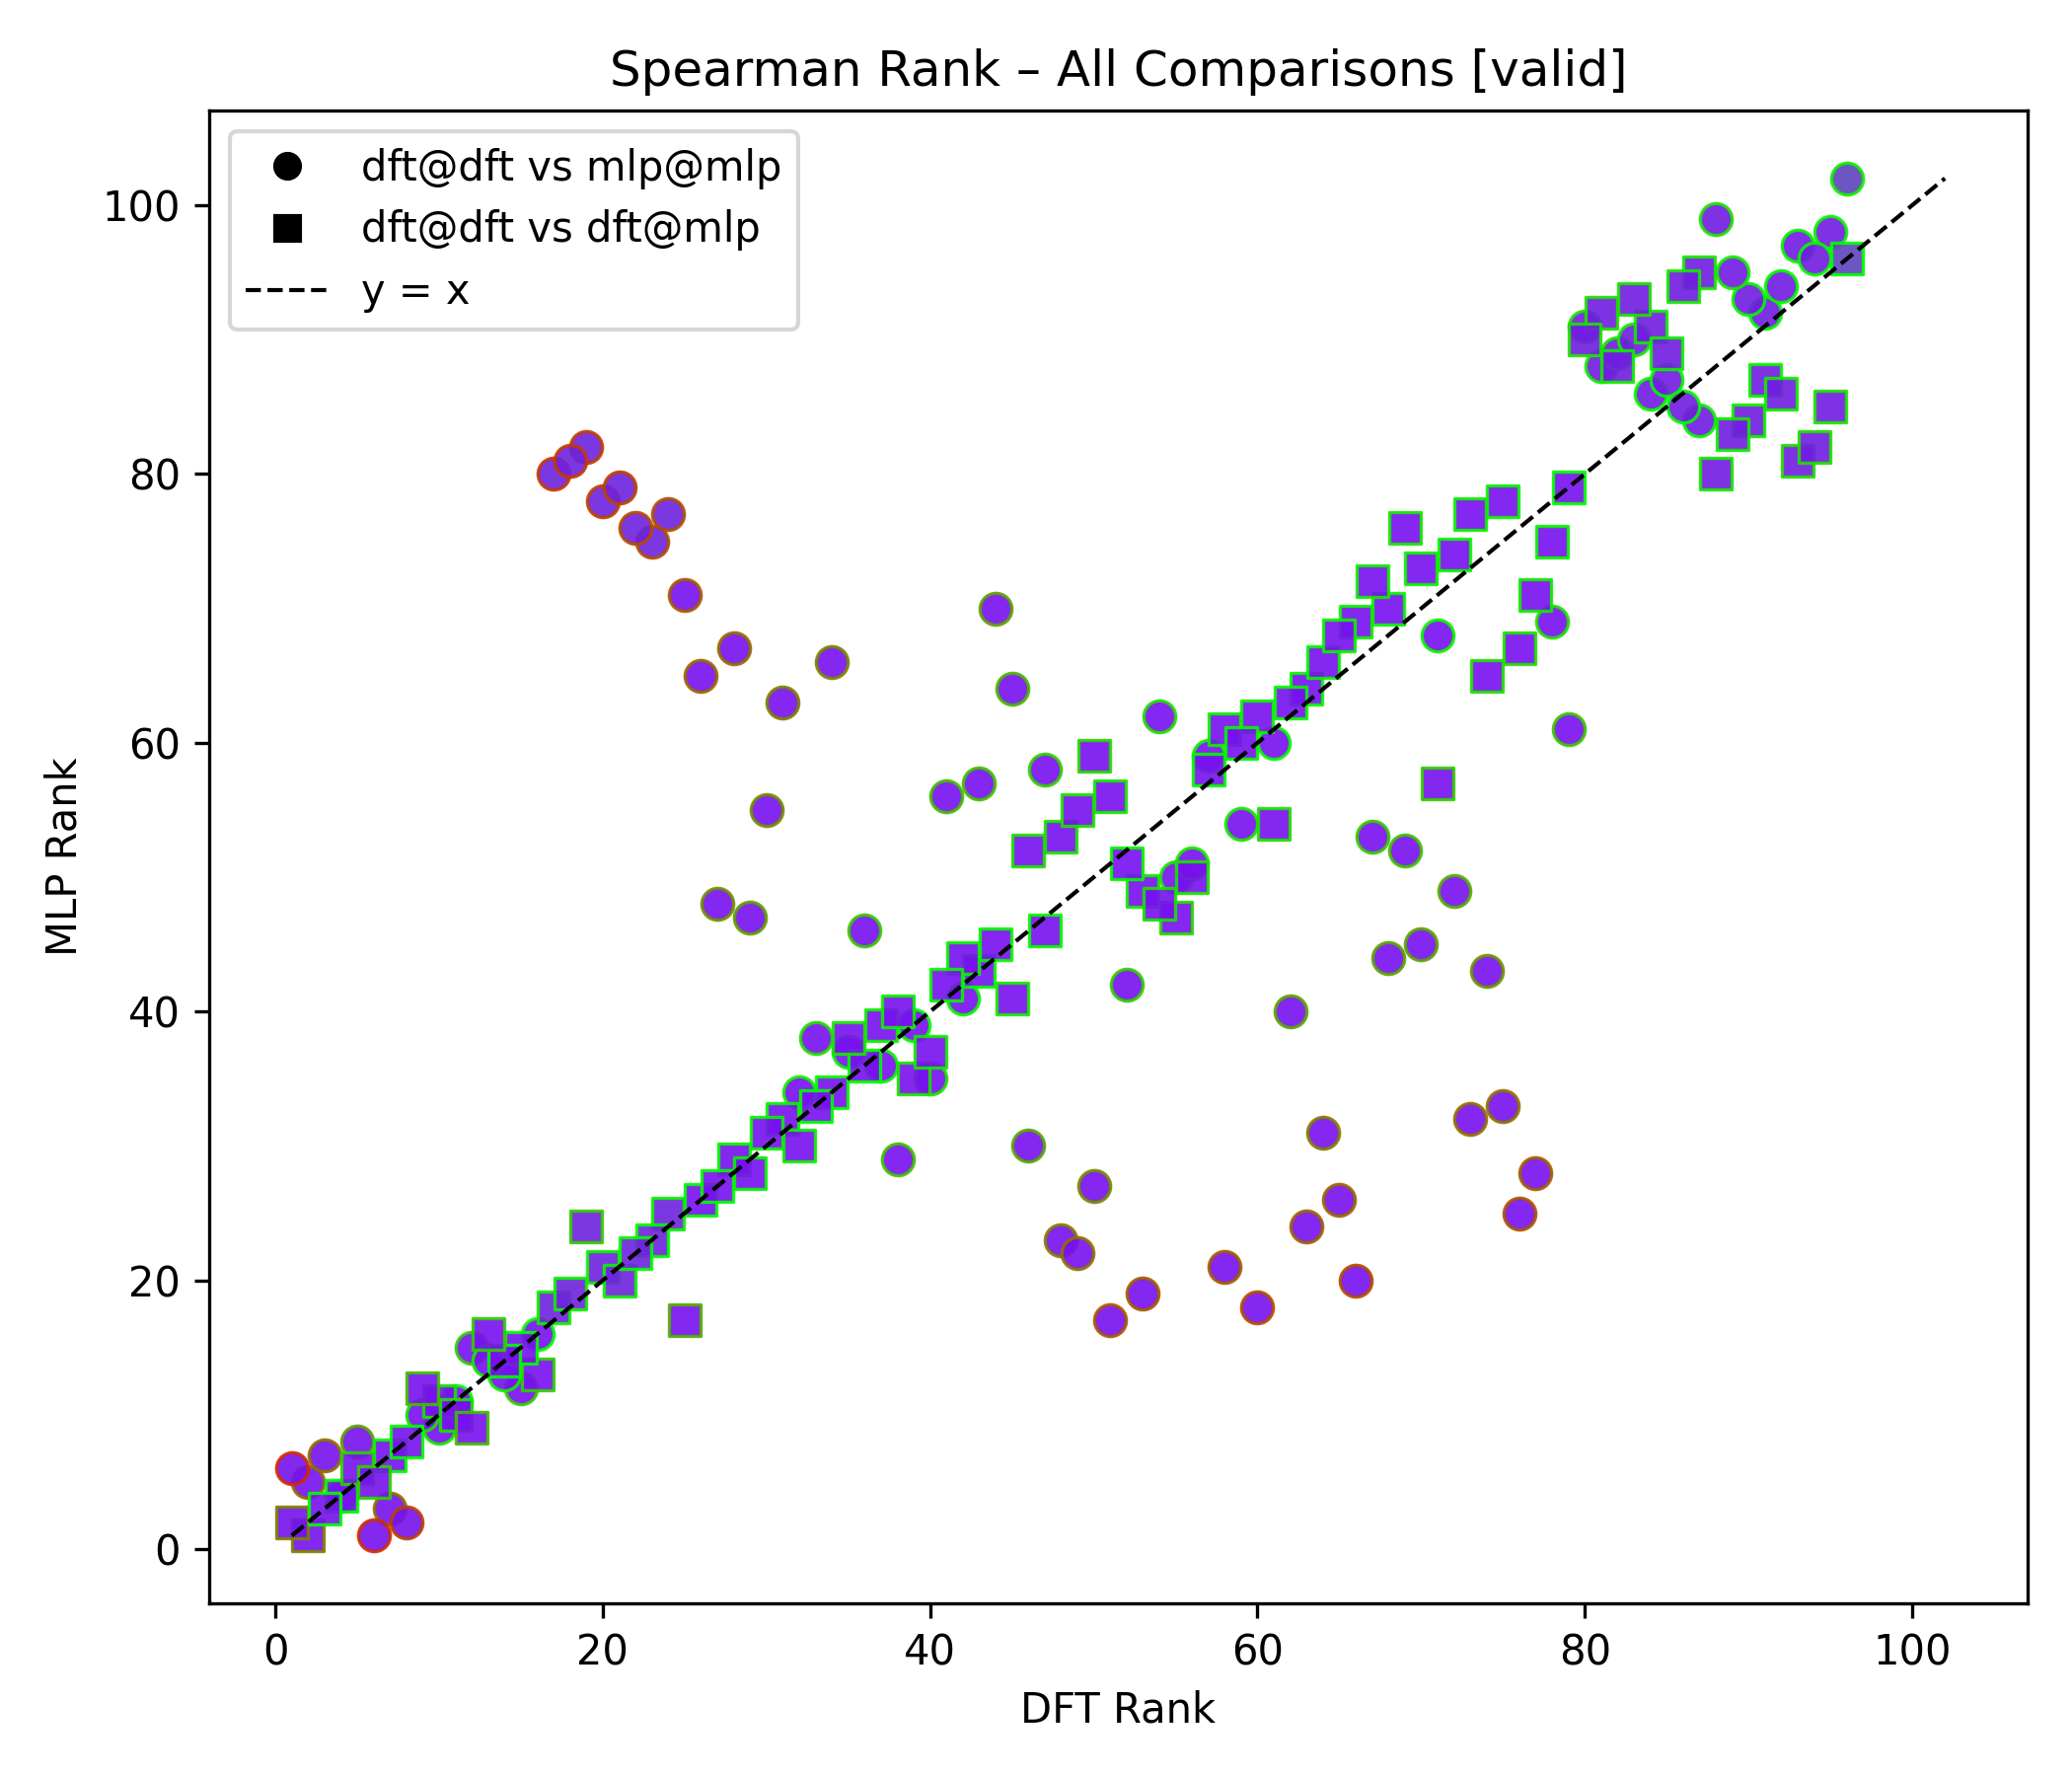 Spearman Rank – All Comparisons [valid]
dft@dft vs mlp@mlp
dft@dft vs dft@mlp
y = x
100
80
60
40
20
0
MLP Rank
0 20 40 60 80 100
DFT Rank